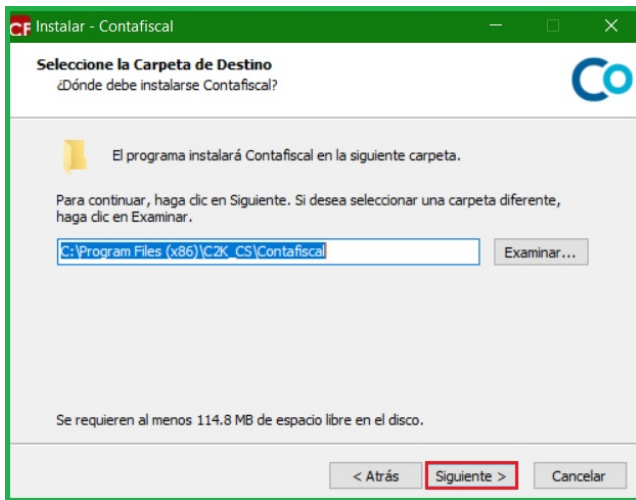 CF Instalar - Contafiscal
Seleccione la Carpeta de Destino
¿Dónde debe instalarse Contafiscal?
Co
El programa instalará Contafiscal en la siguiente carpeta.
Para continuar, haga clic en Siguiente. Si desea seleccionar una carpeta diferente,
haga clic en Examinar.
C:\Program Files (x86)\C2K_CS\Contafiscal
Examinar...
Se requieren al menos 114.8 MB de espacio libre en el disco.
< Atrás
Siguiente >
Cancelar